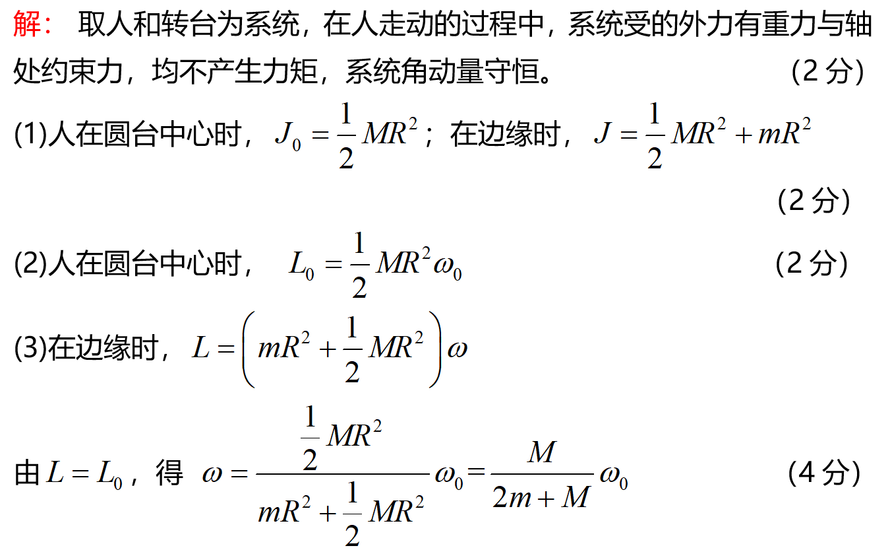 解： 取人和转台为系统，在人走动的过程中，系统受的外力有重力与轴
处约束力，均不产生力矩，系统角动量守恒。 （2 分）
(1)人在圆台中心时， $J_0 = \frac{1}{2}MR^2$；在边缘时， $J = \frac{1}{2}MR^2 + mR^2$
（2 分）
(2)人在圆台中心时， $L_0 = \frac{1}{2}MR^2\omega_0$ （2 分）
(3)在边缘时， $L = \left(mR^2 + \frac{1}{2}MR^2\right)\omega$
由 $L = L_0$，得 $\omega = \frac{\frac{1}{2}MR^2}{mR^2 + \frac{1}{2}MR^2}\omega_0 = \frac{M}{2m + M}\omega_0$ （4 分）